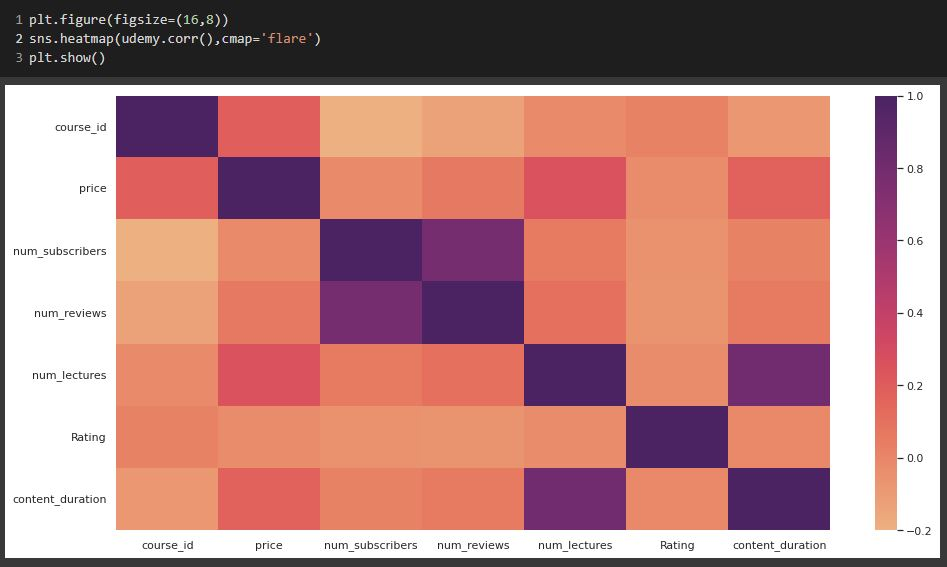 1 plt.figure(figsize=(16,8))
2 sns.heatmap(udemy.corr(),cmap='flare')
3 plt.show()
course_id
price
num_subscribers
num_reviews
num_lectures
Rating
content_duration
course_id price num_subscribers num_reviews num_lectures Rating content_duration
1.0
0.8
0.6
0.4
0.2
0.0
−0.2